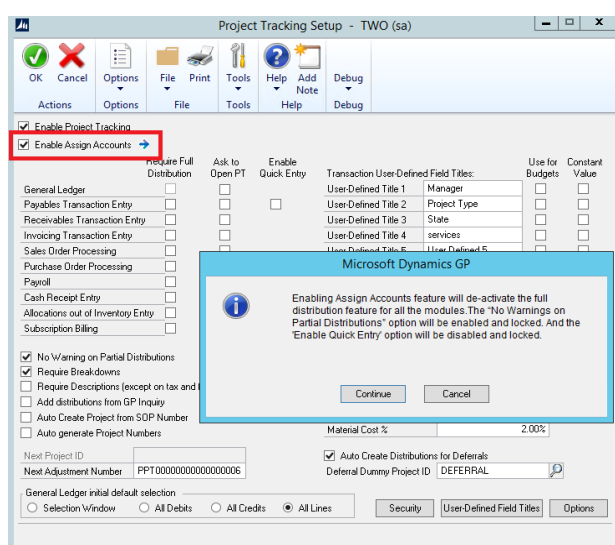 Project Tracking Setup - TWO (sa)
OK Cancel Options File Print Tools Help Add Note Debug
Actions Options File Tools Help Debug
Enable Project Tracking
Enable Assign Accounts
Require Full Distribution Ask to Open PT Enable Quick Entry Transaction User-Defined Field Titles: Use for Budgets Constant Value
General Ledger User-Defined Title 1 Manager
Payables Transaction Entry User-Defined Title 2 Project Type
Receivables Transaction Entry User-Defined Title 3 State
Invoicing Transaction Entry User-Defined Title 4 services
Sales Order Processing User-Defined Title 5 User Defined 5
Purchase Order Processing
Payroll
Cash Receipt Entry
Allocations out of Inventory Entry
Subscription Billing
Microsoft Dynamics GP
Enabling Assign Accounts feature will de-activate the full
distribution feature for all the modules.The "No Warnings on
Partial Distributions" option will be enabled and locked. And the
'Enable Quick Entry' option will be disabled and locked.
Continue Cancel
No Warning on Partial Distributions
Require Breakdowns
Require Descriptions (except on tax and
Add distributions from GP Inquiry
Auto Create Project from SOP Number
Auto generate Project Numbers Material Cost % 2.00%
Next Project ID Auto Create Distributions for Deferrals
Next Adjustment Number PPT00000000000006 Deferral Dummy Project ID DEFERRAL
General Ledger initial default selection
Selection Window All Debits All Credits All Lines Security User-Defined Field Titles Options